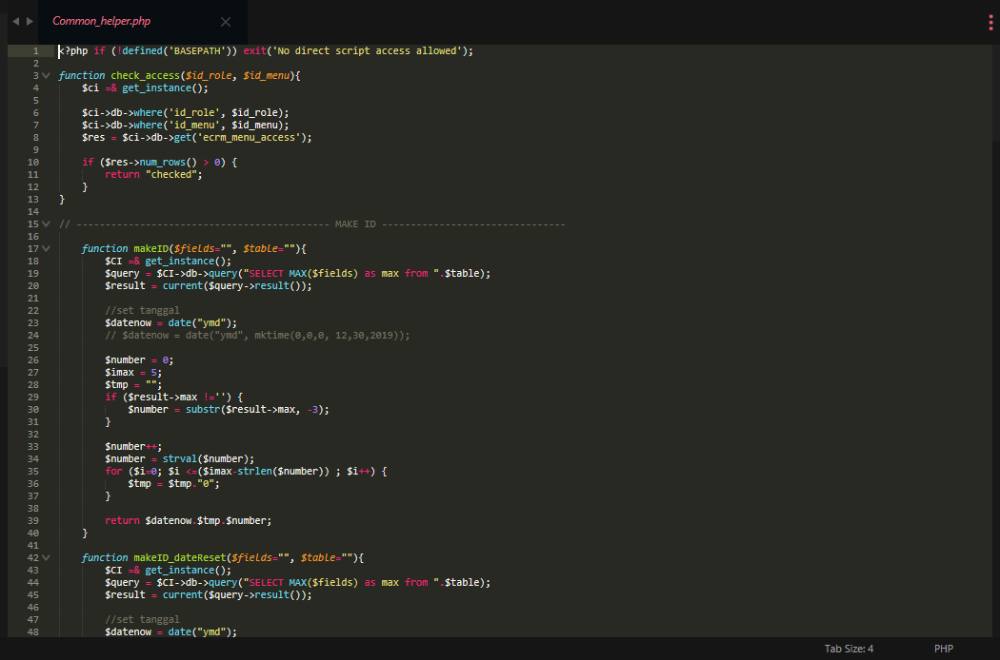 Common_helper.php
1 <?php if (!defined('BASEPATH')) exit('No direct script access allowed');
2
3 function check_access($id_role, $id_menu){
4 $ci =& get_instance();
5
6 $ci->db->where('id_role', $id_role);
7 $ci->db->where('id_menu', $id_menu);
8 $res = $ci->db->get('ecrm_menu_access');
9
10 if ($res->num_rows() > 0) {
11 return "checked";
12 }
13 }
14
15 // -------------------------------------------- MAKE ID --------------------------------
16
17 function makeID($fields="", $table=""){
18 $CI =& get_instance();
19 $query = $CI->db->query("SELECT MAX($fields) as max from ".$table);
20 $result = current($query->result());
21
22 //set tanggal
23 $datenow = date("ymd");
24 // $datenow = date("ymd", mktime(0,0,0, 12,30,2019));
25
26 $number = 0;
27 $imax = 5;
28 $tmp = "";
29 if ($result->max !='') {
30 $number = substr($result->max, -3);
31 }
32
33 $number++;
34 $number = strval($number);
35 for ($i=0; $i <=($imax-strlen($number)) ; $i++) {
36 $tmp = $tmp."0";
37 }
38
39 return $datenow.$tmp.$number;
40 }
41
42 function makeID_dateReset($fields="", $table=""){
43 $CI =& get_instance();
44 $query = $CI->db->query("SELECT MAX($fields) as max from ".$table);
45 $result = current($query->result());
46
47 //set tanggal
48 $datenow = date("ymd");
Tab Size: 4 PHP